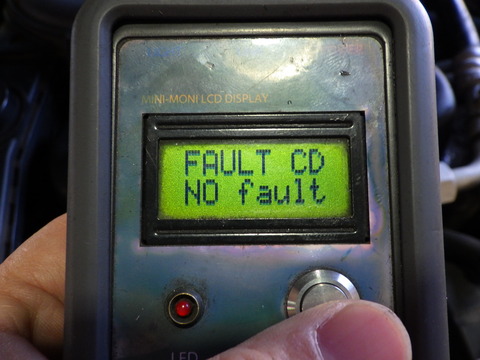 MINI-MONI LCD DISPLAY
FAULT CD
NO fault
LED